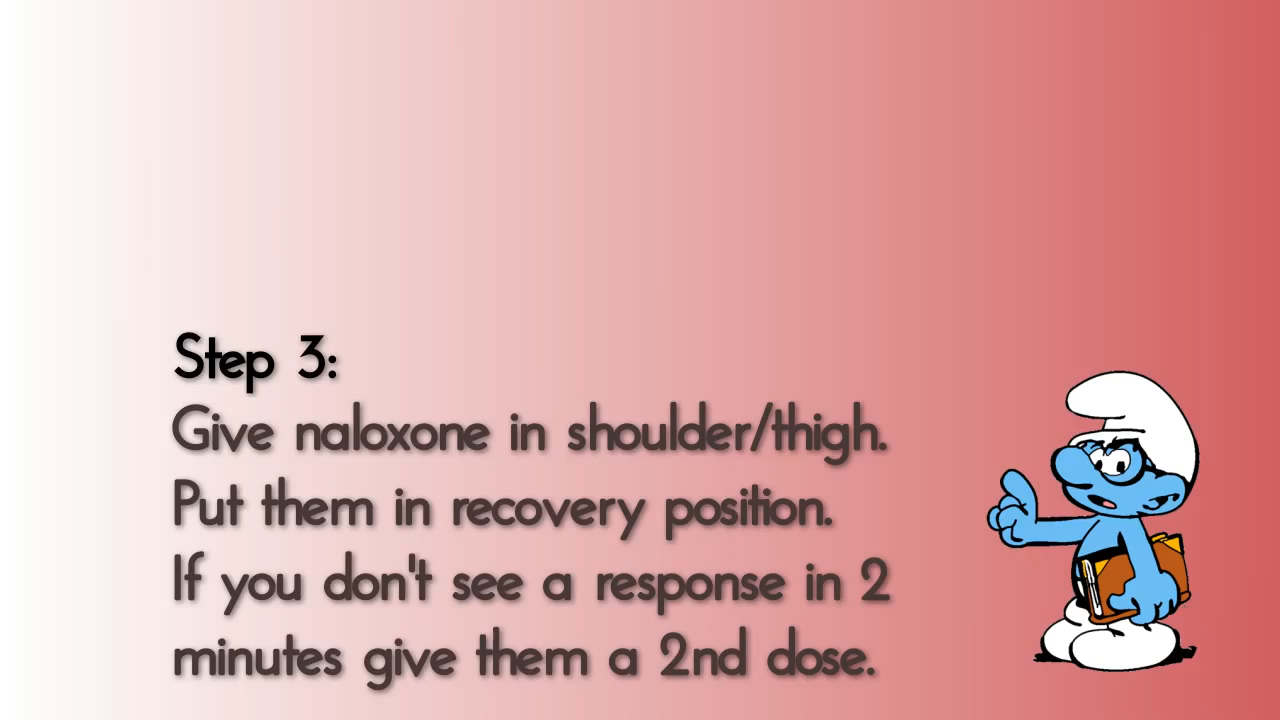 Step 3:
Give naloxone in shoulder/thigh.
Put them in recovery position.
If you don't see a response in 2
minutes give them a 2nd dose.